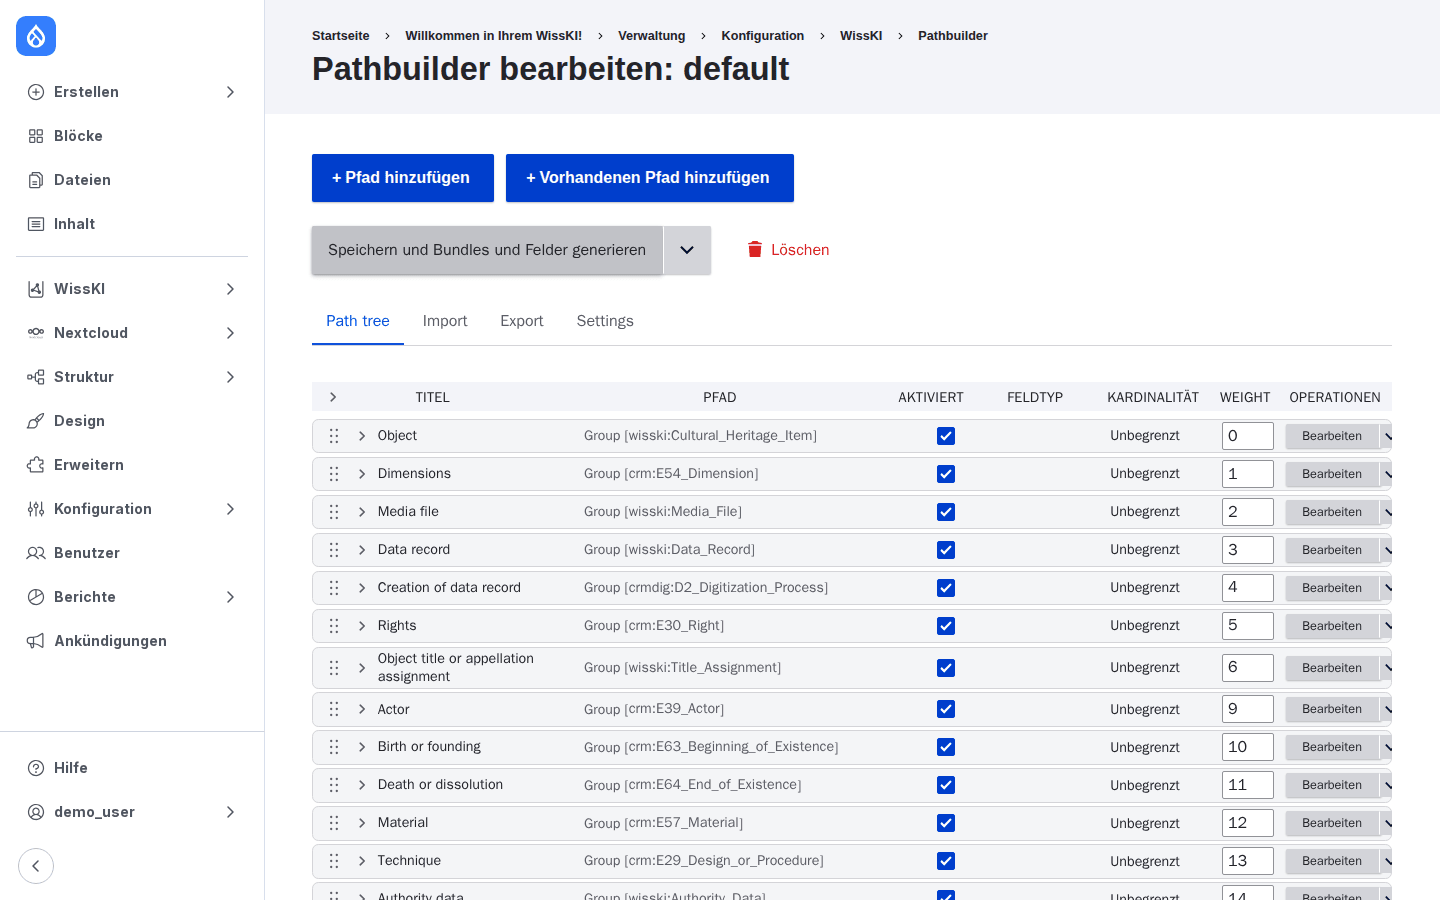 Startseite > Willkommen in Ihrem WissKI! > Verwaltung > Konfiguration > WissKI > Pathbuilder
Pathbuilder bearbeiten: default
Erstellen
Blöcke
Dateien
Inhalt
WissKI
Nextcloud
Struktur
Design
Erweitern
Konfiguration
Benutzer
Berichte
Ankündigungen
Hilfe
demo_user
+ Pfad hinzufügen
+ Vorhandenen Pfad hinzufügen
Speichern und Bundles und Felder generieren
Löschen
Path tree Import Export Settings
TITEL PFAD AKTIVIERT FELDTYP KARDINALITÄT WEIGHT OPERATIONEN
Object Group [wisski:Cultural_Heritage_Item] Unbegrenzt 0 Bearbeiten
Dimensions Group [crm:E54_Dimension] Unbegrenzt 1 Bearbeiten
Media file Group [wisski:Media_File] Unbegrenzt 2 Bearbeiten
Data record Group [wisski:Data_Record] Unbegrenzt 3 Bearbeiten
Creation of data record Group [crmdig:D2_Digitization_Process] Unbegrenzt 4 Bearbeiten
Rights Group [crm:E30_Right] Unbegrenzt 5 Bearbeiten
Object title or appellation
assignment Group [wisski:Title_Assignment] Unbegrenzt 6 Bearbeiten
Actor Group [crm:E39_Actor] Unbegrenzt 9 Bearbeiten
Birth or founding Group [crm:E63_Beginning_of_Existence] Unbegrenzt 10 Bearbeiten
Death or dissolution Group [crm:E64_End_of_Existence] Unbegrenzt 11 Bearbeiten
Material Group [crm:E57_Material] Unbegrenzt 12 Bearbeiten
Technique Group [crm:E29_Design_or_Procedure] Unbegrenzt 13 Bearbeiten
Authority data Group [wisski:Authority_Data] Unbegrenzt 14 Bearbeiten